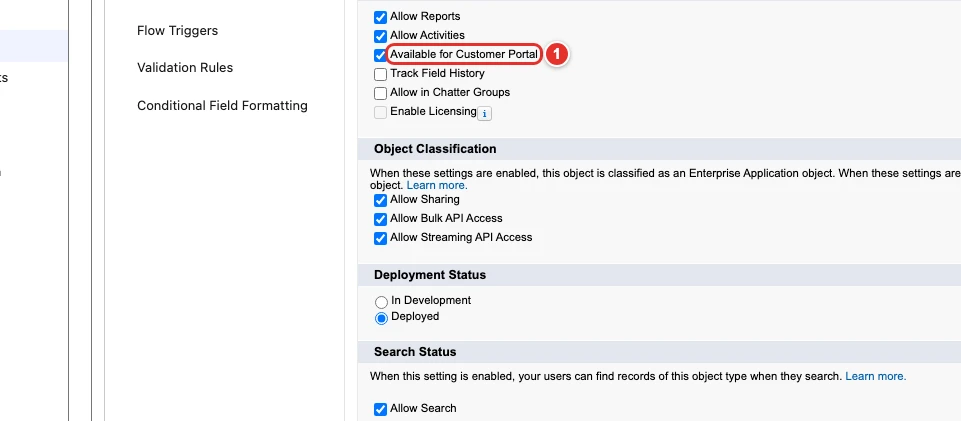 Flow Triggers
Validation Rules
Conditional Field Formatting
ts
Allow Reports
Allow Activities
Available for Customer Portal 1
Track Field History
Allow in Chatter Groups
Enable Licensing i
Object Classification
When these settings are enabled, this object is classified as an Enterprise Application object. When these settings are
object. Learn more.
Allow Sharing
Allow Bulk API Access
Allow Streaming API Access
Deployment Status
In Development
Deployed
Search Status
When this setting is enabled, your users can find records of this object type when they search. Learn more.
Allow Search